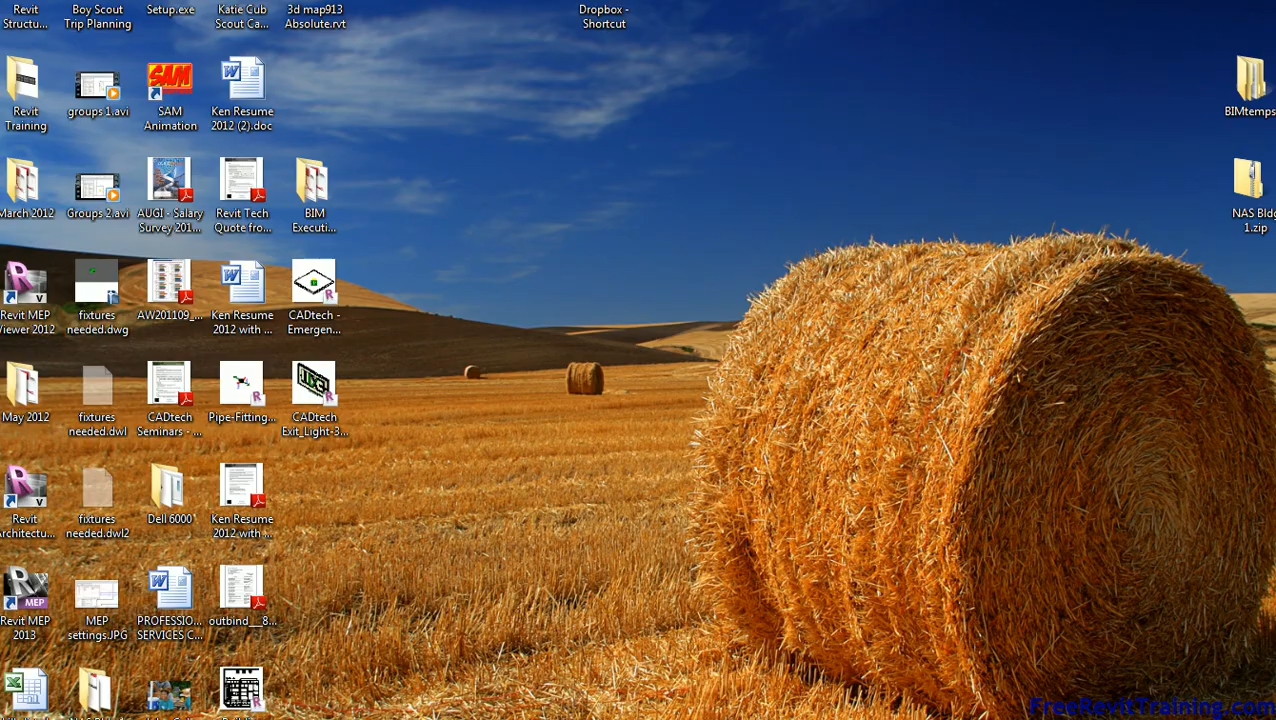 Revit
Structu...
Boy Scout
Trip Planning
Setup.exe
Katie Cub
Scout Ca...
3d map913
Absolute.rvt
Dropbox -
Shortcut
Revit
Training
groups 1.avi
SAM
SAM
Animation
Ken Resume
2012 (2).doc
BIMtemps
March 2012
Groups 2.avi
AUGI - Salary
Survey 201...
Revit Tech
Quote fro...
BIM
Executi...
NAS Bldg
1.zip
Revit MEP
Viewer 2012
fixtures
needed.dwg
AW201109_...
Ken Resume
2012 with ...
CADtech -
Emergen...
May 2012
fixtures
needed.dwl
CADtech
Seminars - ...
Pipe-Fitting...
CADtech
Exit_Light-3...
Revit
Architectu...
fixtures
needed.dwl2
Dell 6000
Ken Resume
2012 with ...
MEP
Revit MEP
2013
MEP
settings.JPG
PROFESSIO...
SERVICES C...
outbind__8...
FreeRevitTraining.com